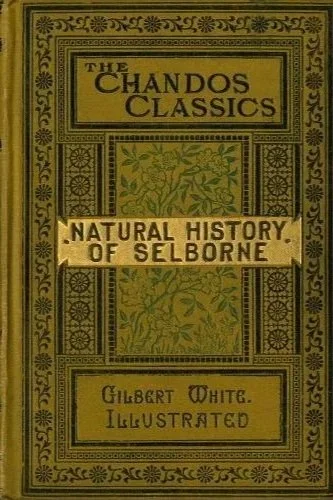 THE
CHANDOS
CLASSICS
.NATURAL HISTORY.
OF SELBORNE
GILBERT WHITE.
ILLUSTRATED